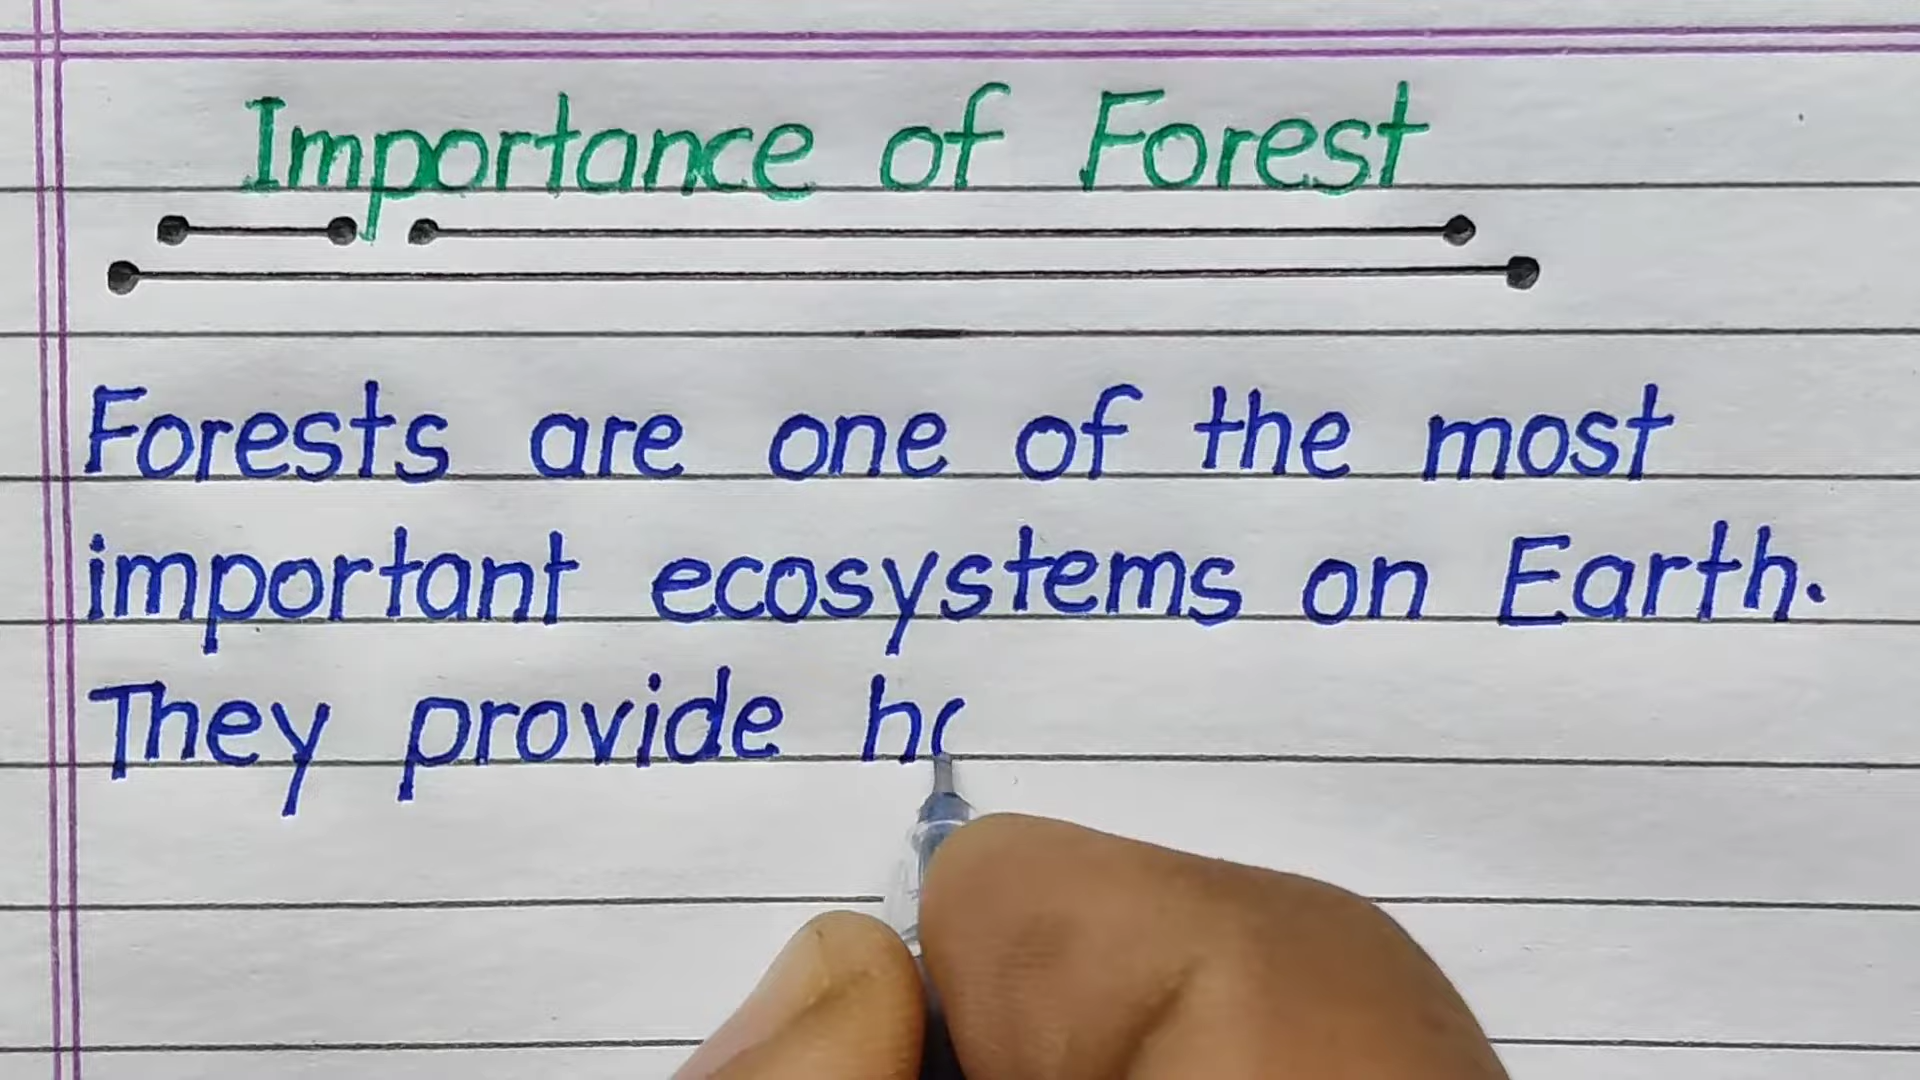 Importance of Forest
Forests are one of the most
important ecosystems on Earth.
They provide